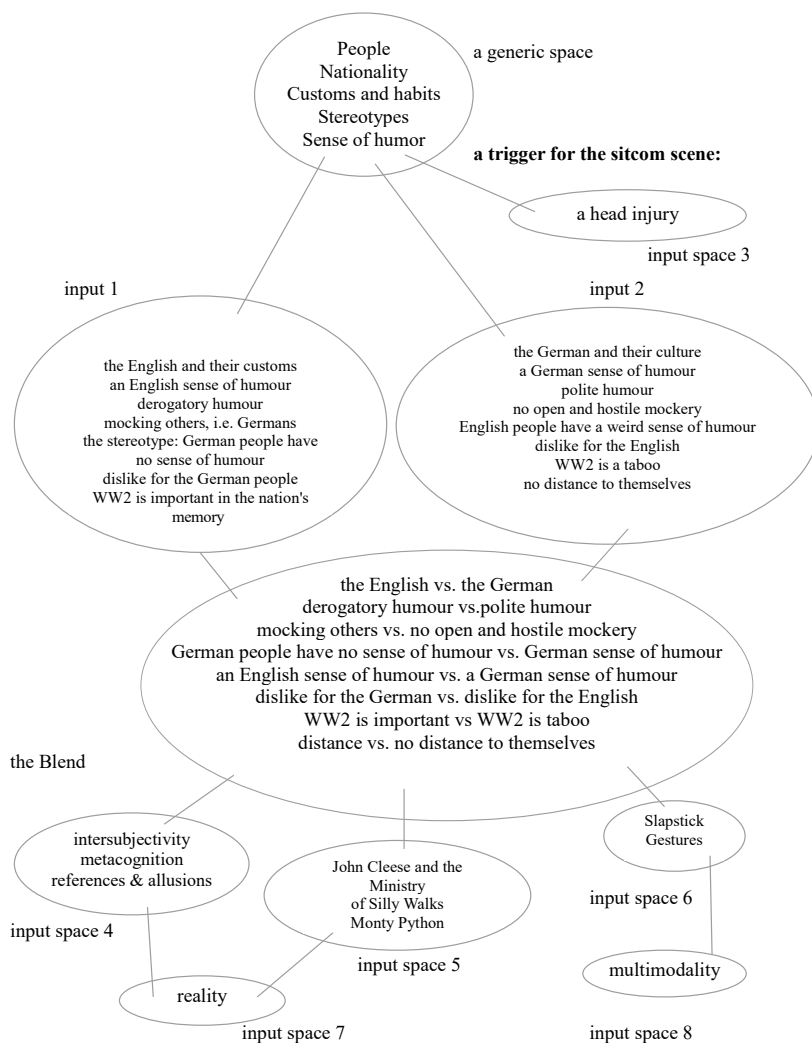 People
Nationality
Customs and habits
Stereotypes
Sense of humor
a generic space
a trigger for the sitcom scene:
a head injury
input space 3
input 1
input 2
the English and their customs
an English sense of humour
derogatory humour
mocking others, i.e. Germans
the stereotype: German people have
no sense of humour
dislike for the German people
WW2 is important in the nation's
memory
the German and their culture
a German sense of humour
polite humour
no open and hostile mockery
English people have a weird sense of humour
dislike for the English
WW2 is a taboo
no distance to themselves
the English vs. the German
derogatory humour vs.polite humour
mocking others vs. no open and hostile mockery
German people have no sense of humour vs. German sense of humour
an English sense of humour vs. a German sense of humour
dislike for the German vs. dislike for the English
WW2 is important vs WW2 is taboo
distance vs. no distance to themselves
the Blend
intersubjectivity
metacognition
references & allusions
input space 4
John Cleese and the
Ministry
of Silly Walks
Monty Python
input space 5
Slapstick
Gestures
input space 6
reality
input space 7
multimodality
input space 8